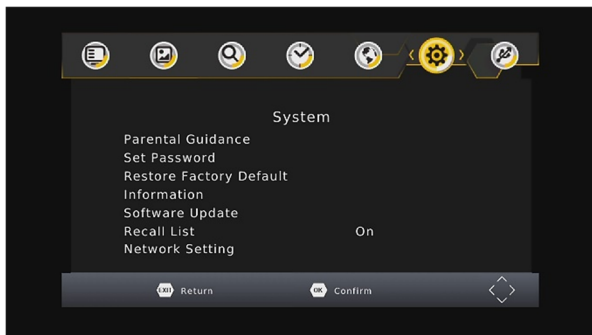 System
Parental Guidance
Set Password
Restore Factory Default
Information
Software Update
Recall List On
Network Setting
EXIT Return OK Confirm